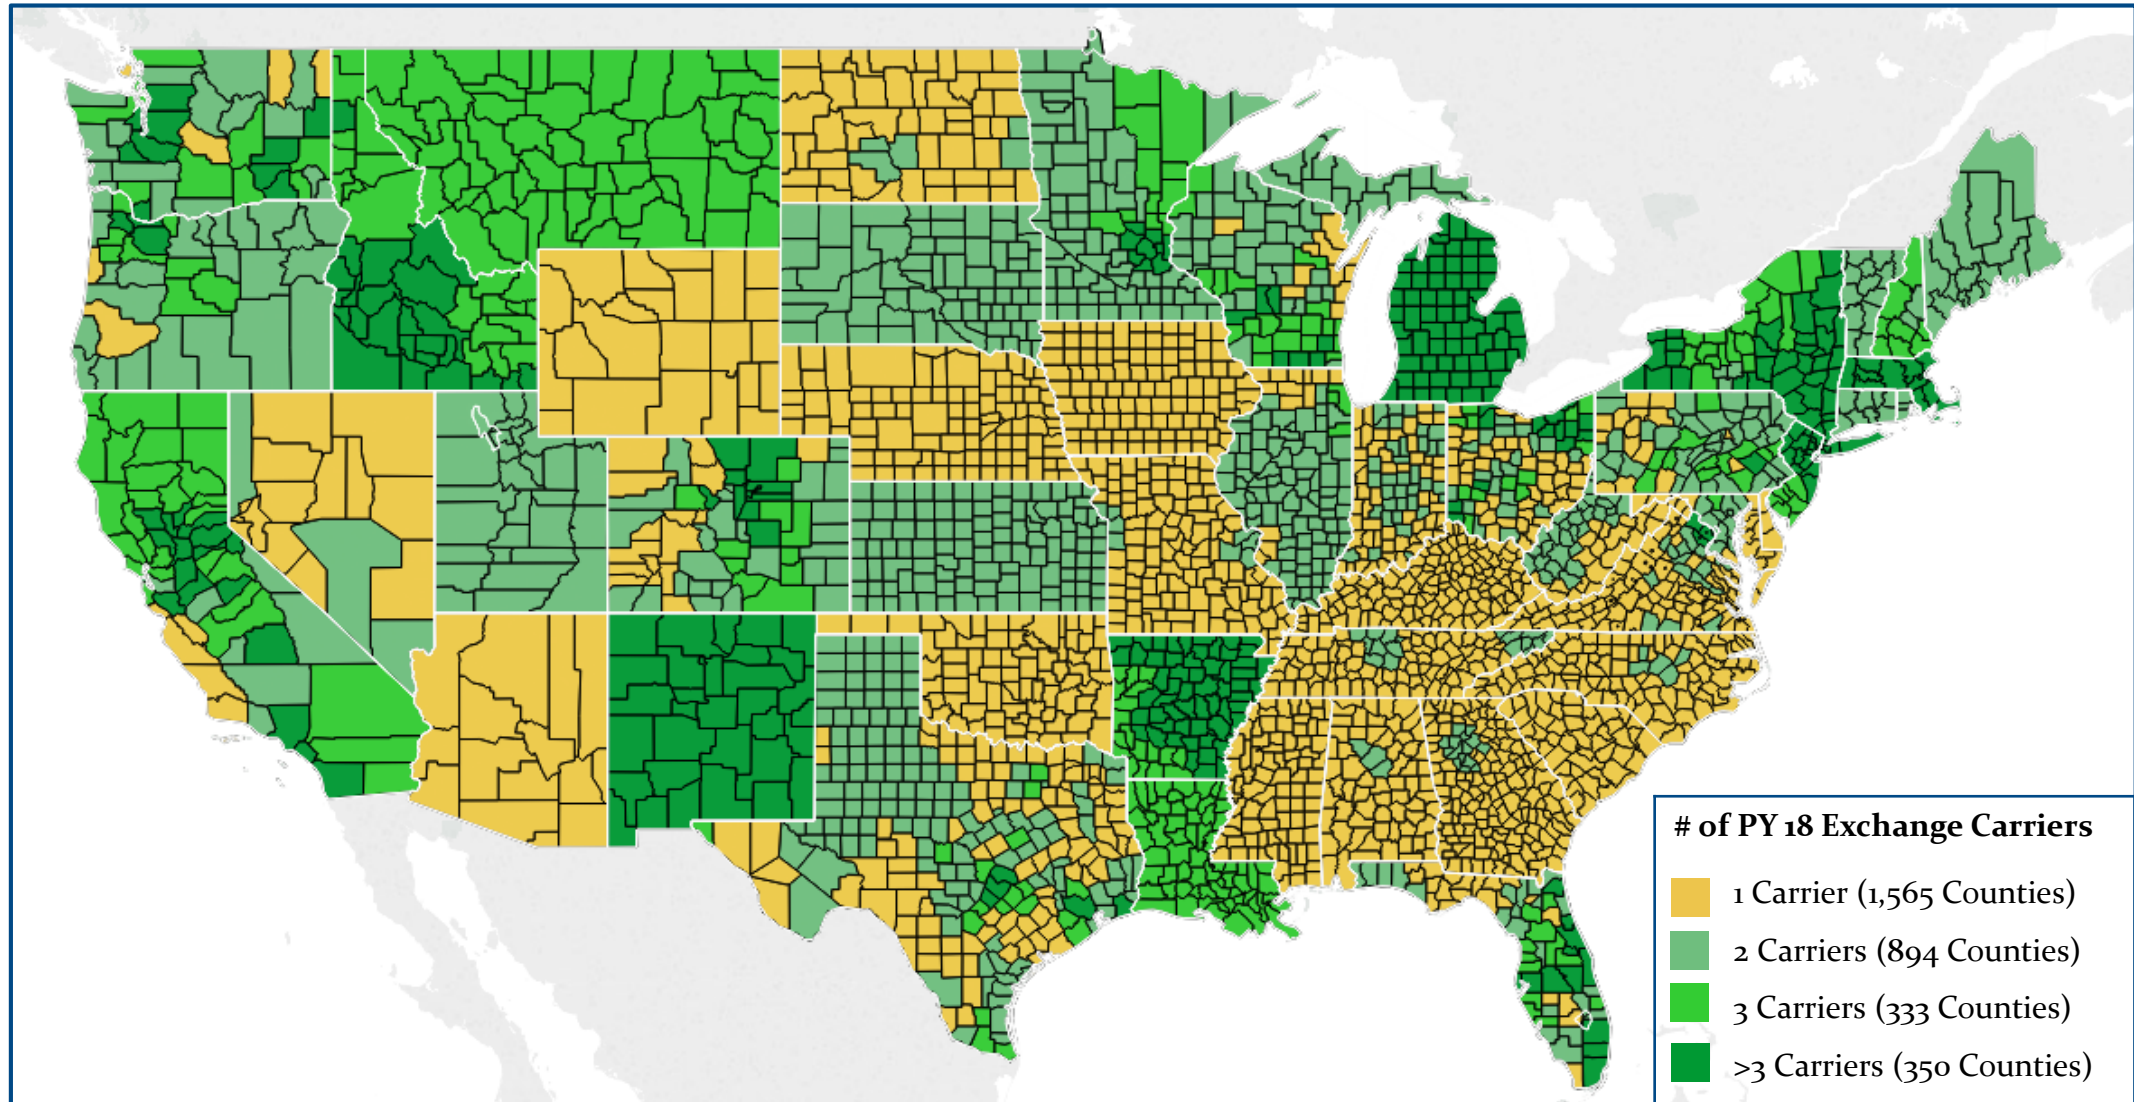 # of PY 18 Exchange Carriers
1 Carrier (1,565 Counties)
2 Carriers (894 Counties)
3 Carriers (333 Counties)
>3 Carriers (350 Counties)